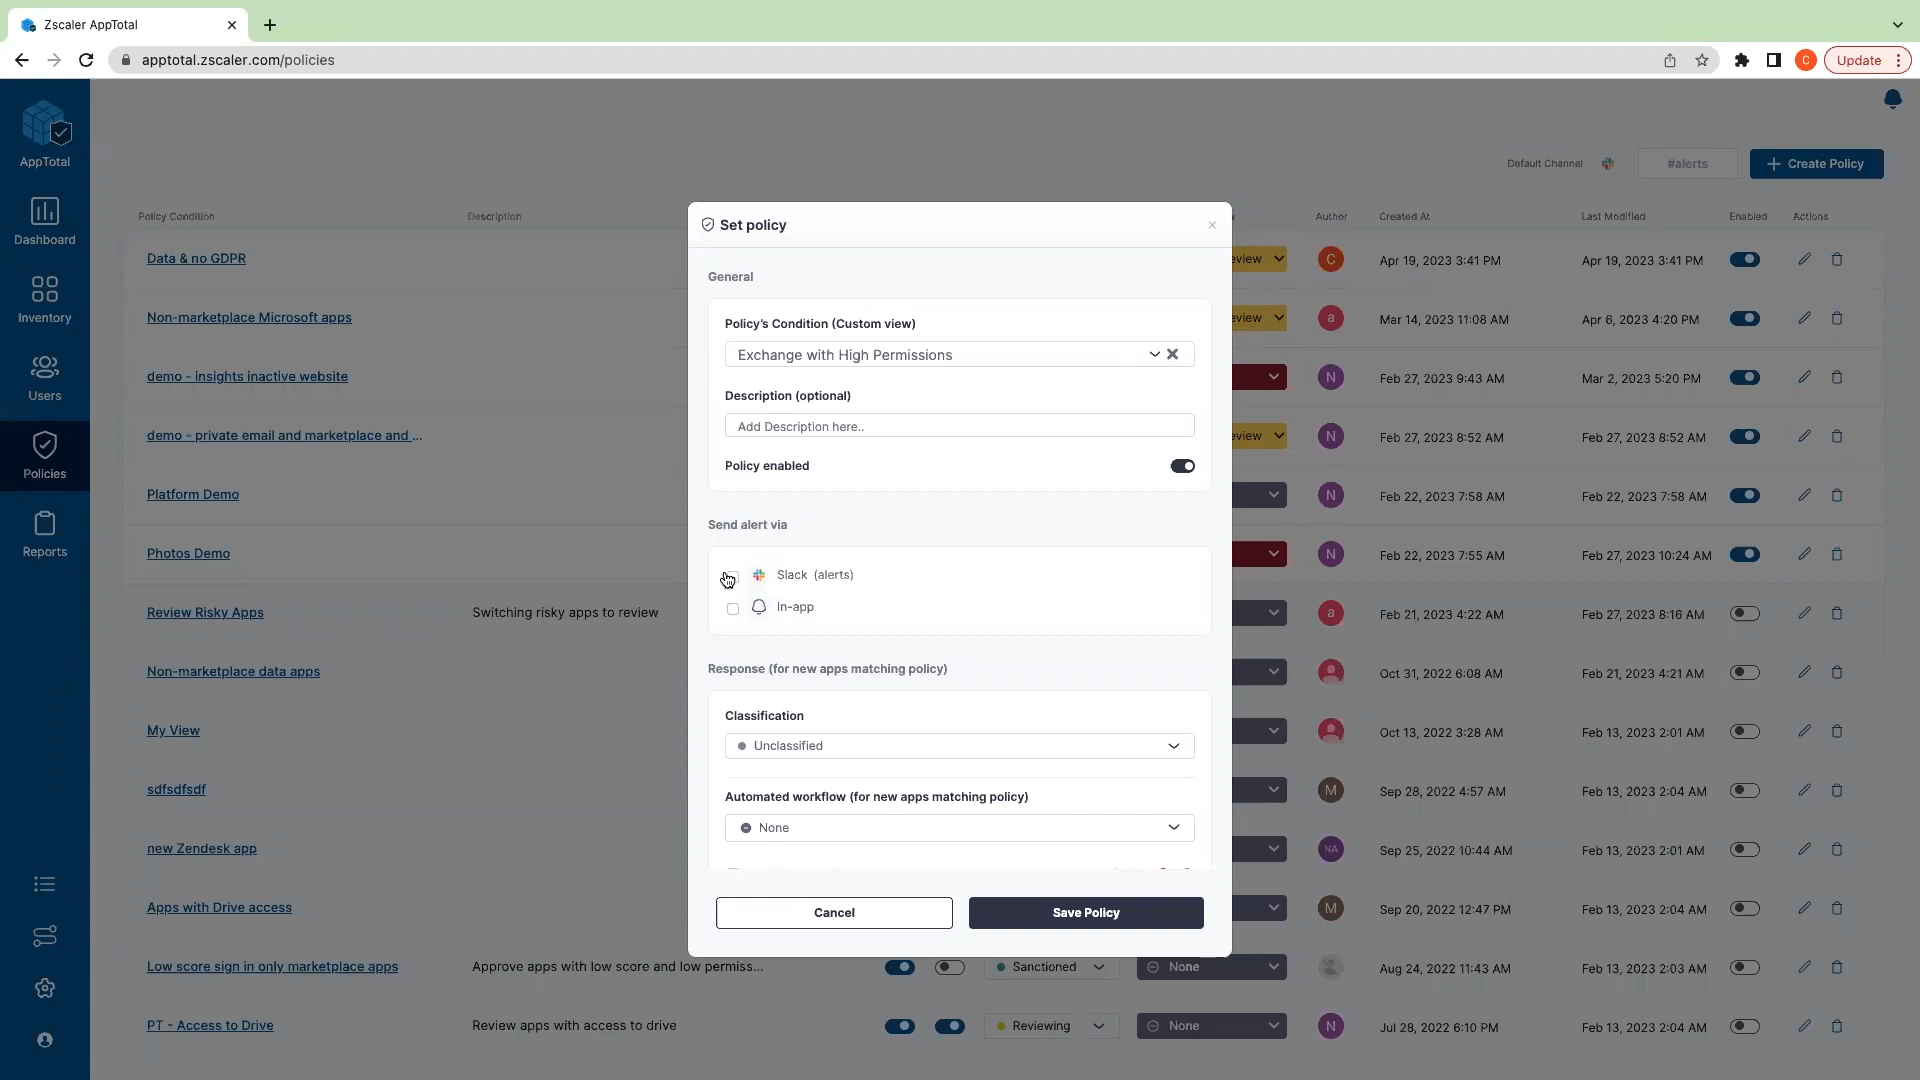 Zscaler AppTotal
apptotal.zscaler.com/policies
C
Update
AppTotal
Dashboard
Inventory
Users
Policies
Reports
Default Channel
#alerts
Create Policy
Policy Condition Description Author Created At Last Modified Enabled Actions
Data & no GDPR eview C Apr 19, 2023 3:41 PM Apr 19, 2023 3:41 PM
Non-marketplace Microsoft apps eview a Mar 14, 2023 11:08 AM Apr 6, 2023 4:20 PM
demo - insights inactive website N Feb 27, 2023 9:43 AM Mar 2, 2023 5:20 PM
demo - private email and marketplace and ... eview N Feb 27, 2023 8:52 AM Feb 27, 2023 8:52 AM
Platform Demo N Feb 22, 2023 7:58 AM Feb 22, 2023 7:58 AM
Photos Demo N Feb 22, 2023 7:55 AM Feb 27, 2023 10:24 AM
Review Risky Apps Switching risky apps to review a Feb 21, 2023 4:22 AM Feb 27, 2023 8:16 AM
Non-marketplace data apps Oct 31, 2022 6:08 AM Feb 21, 2023 4:21 AM
My View Oct 13, 2022 3:28 AM Feb 13, 2023 2:01 AM
sdfsdfsdf M Sep 28, 2022 4:57 AM Feb 13, 2023 2:04 AM
new Zendesk app NA Sep 25, 2022 10:44 AM Feb 13, 2023 2:01 AM
Apps with Drive access M Sep 20, 2022 12:47 PM Feb 13, 2023 2:04 AM
Low score sign in only marketplace apps Approve apps with low score and low permiss... Sanctioned None Aug 24, 2022 11:43 AM Feb 13, 2023 2:03 AM
PT - Access to Drive Review apps with access to drive Reviewing None N Jul 28, 2022 6:10 PM Feb 13, 2023 2:04 AM
Set policy
General
Policy's Condition (Custom view)
Exchange with High Permissions
Description (optional)
Add Description here..
Policy enabled
Send alert via
Slack (alerts)
In-app
Response (for new apps matching policy)
Classification
Unclassified
Automated workflow (for new apps matching policy)
None
Cancel
Save Policy